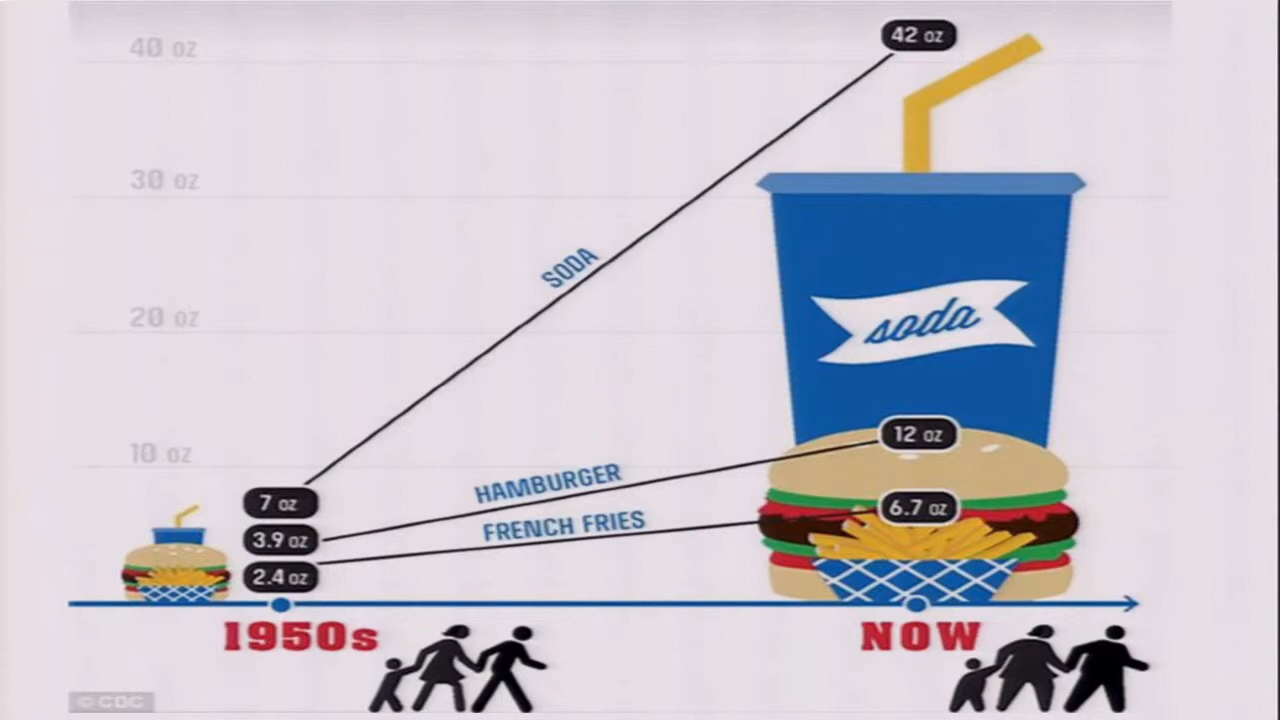 40 oz
42 oz
30 oz
SODA
soda
20 oz
10 oz
12 oz
HAMBURGER
7 oz
FRENCH FRIES
6.7 oz
3.9 oz
2.4 oz
1950s
NOW
© CDC